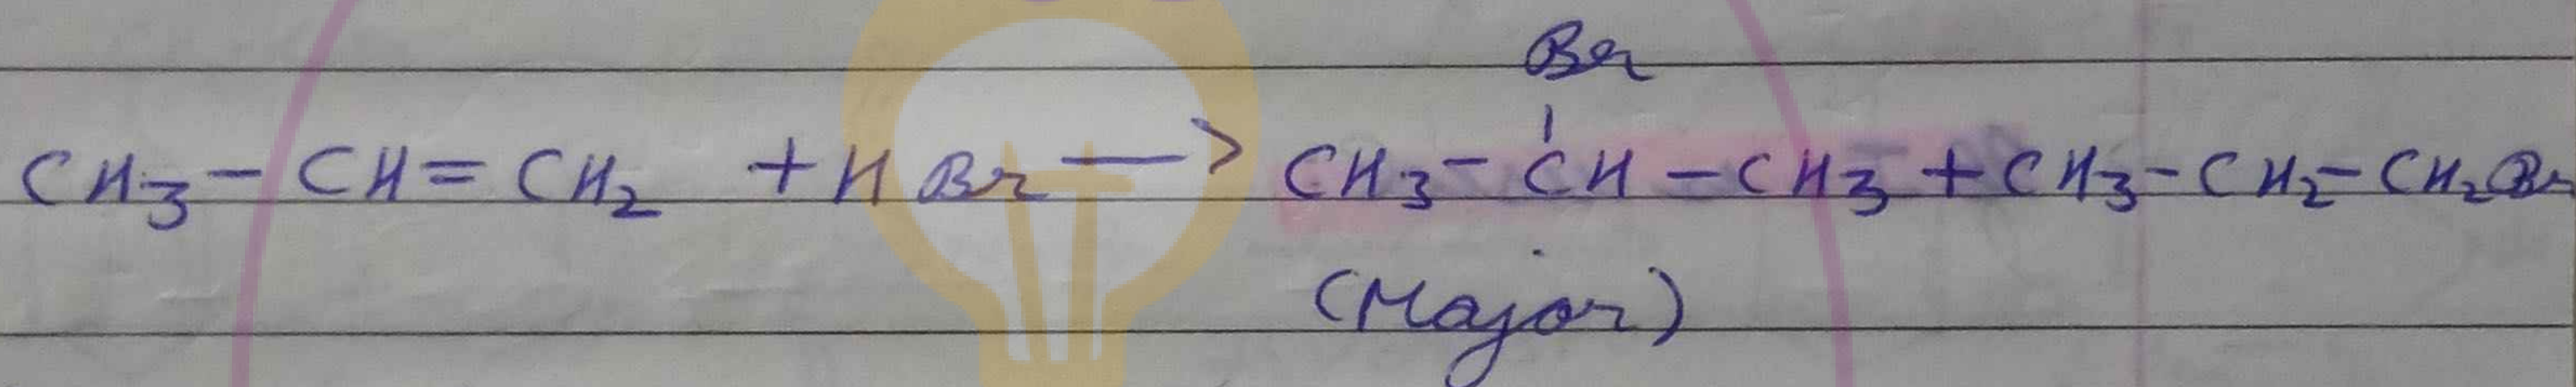 Br
CH3 - CH = CH2 + HBr → CH3 - CH - CH3 + CH3 - CH2 - CH2Br
(Major)